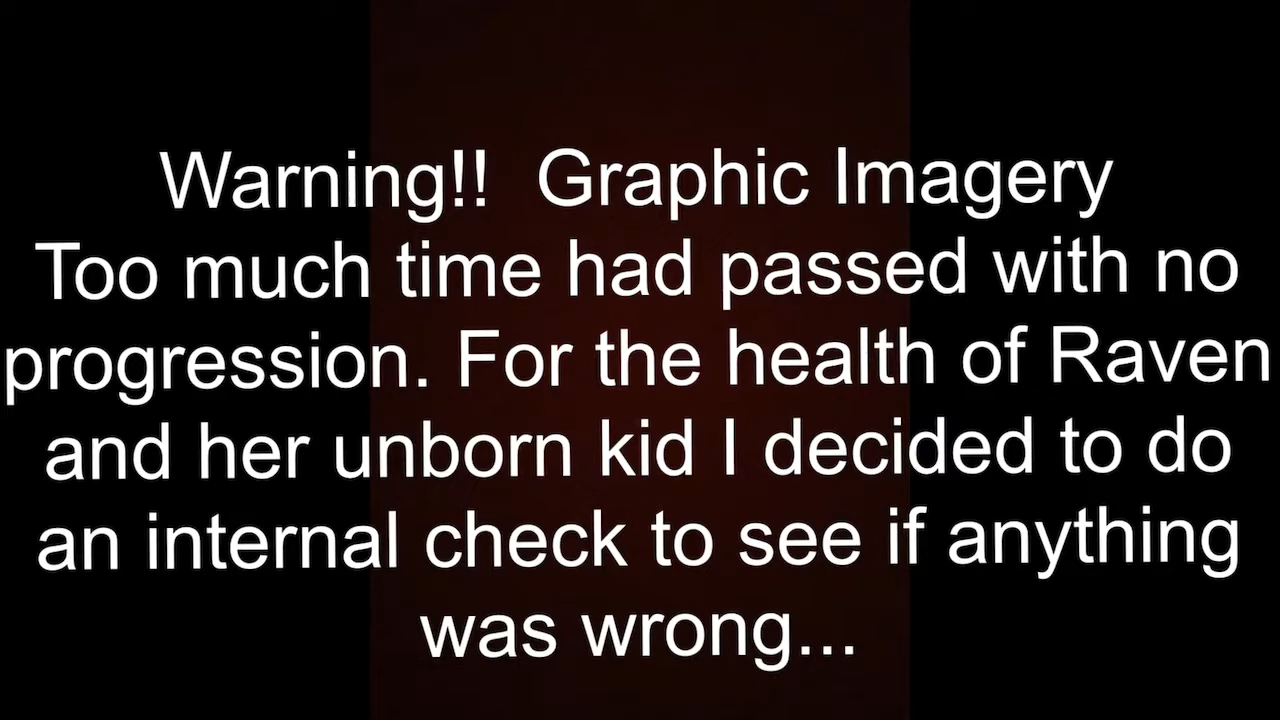 Warning!!  Graphic Imagery
Too much time had passed with no
progression. For the health of Raven
and her unborn kid I decided to do
an internal check to see if anything
was wrong...